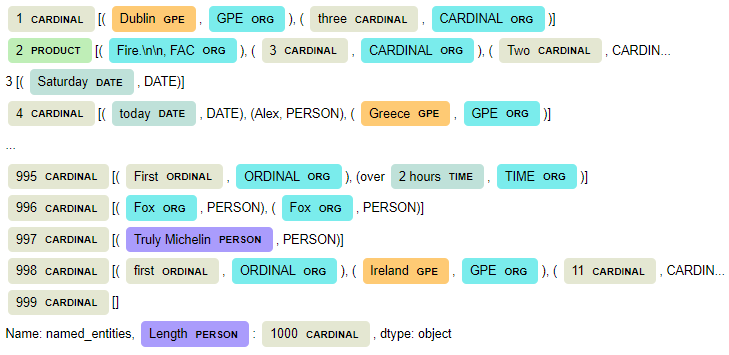 1 CARDINAL [( Dublin GPE , GPE ORG ), ( three CARDINAL , CARDINAL ORG )]
2 PRODUCT [( Fire.\n\n, FAC ORG ), ( 3 CARDINAL , CARDINAL ORG ), ( Two CARDINAL , CARDIN...
3 [( Saturday DATE , DATE)]
4 CARDINAL [( today DATE , DATE), (Alex, PERSON), ( Greece GPE , GPE ORG )]
...
995 CARDINAL [( First ORDINAL , ORDINAL ORG ), (over 2 hours TIME , TIME ORG )]
996 CARDINAL [( Fox ORG , PERSON), ( Fox ORG , PERSON)]
997 CARDINAL [( Truly Michelin PERSON , PERSON)]
998 CARDINAL [( first ORDINAL , ORDINAL ORG ), ( Ireland GPE , GPE ORG ), ( 11 CARDINAL , CARDIN...
999 CARDINAL []
Name: named_entities, Length PERSON : 1000 CARDINAL , dtype: object